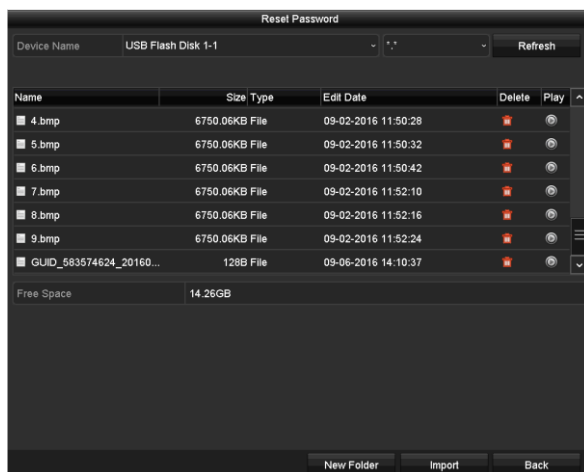 Reset Password
Device Name USB Flash Disk 1-1 *.* Refresh
Name Size Type Edit Date Delete Play
4.bmp 6750.06KB File 09-02-2016 11:50:28
5.bmp 6750.06KB File 09-02-2016 11:50:32
6.bmp 6750.06KB File 09-02-2016 11:50:42
7.bmp 6750.06KB File 09-02-2016 11:52:10
8.bmp 6750.06KB File 09-02-2016 11:52:16
9.bmp 6750.06KB File 09-02-2016 11:52:24
GUID_583574624_20160... 128B File 09-06-2016 14:10:37
Free Space 14.26GB
New Folder Import Back